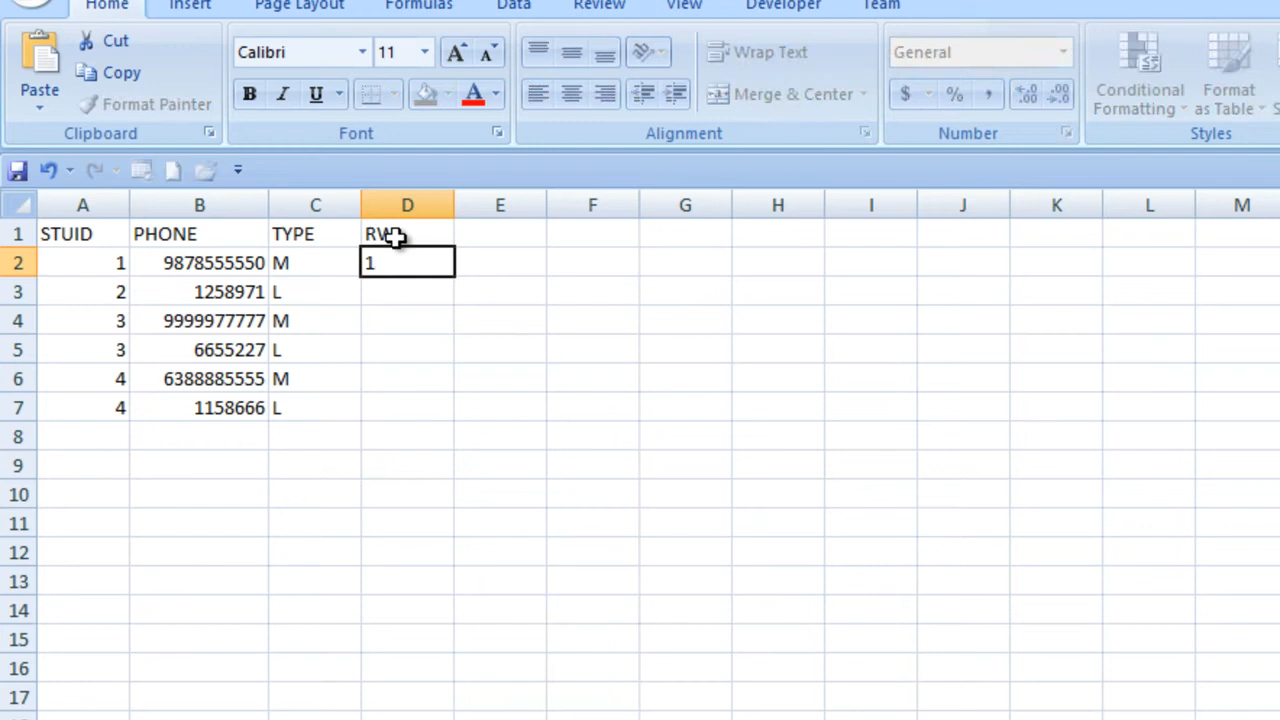 Home Insert Page Layout Formulas Data Review View Developer Team
Paste Cut Calibri 11 A A Wrap Text General Conditional Format
Copy B I U A Merge & Center $ % , .00 Formatting as Table
Format Painter
Clipboard Font Alignment Number Styles
A B C D E F G H I J K L M
1 STUID PHONE TYPE
2 1 9878555550 M 1
3 2 1258971 L
4 3 9999977777 M
5 3 6655227 L
6 4 6388885555 M
7 4 1158666 L
8
9
10
11
12
13
14
15
16
17